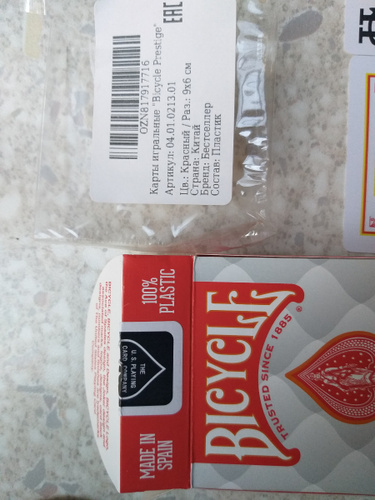 EAC
OZN817917716
Карты игральные "Bicycle Prestige"
Артикул: 04.01.0213.01
Цв.: Красный / Раз.: 9х6 см
Страна: Китай
Бренд: Бестселлер
Состав: Пластик
100%
PLASTIC
THE
U.S. PLAYING
CARD COMPANY
MADE IN
SPAIN
BICYCLE
®
TRUSTED SINCE 1885